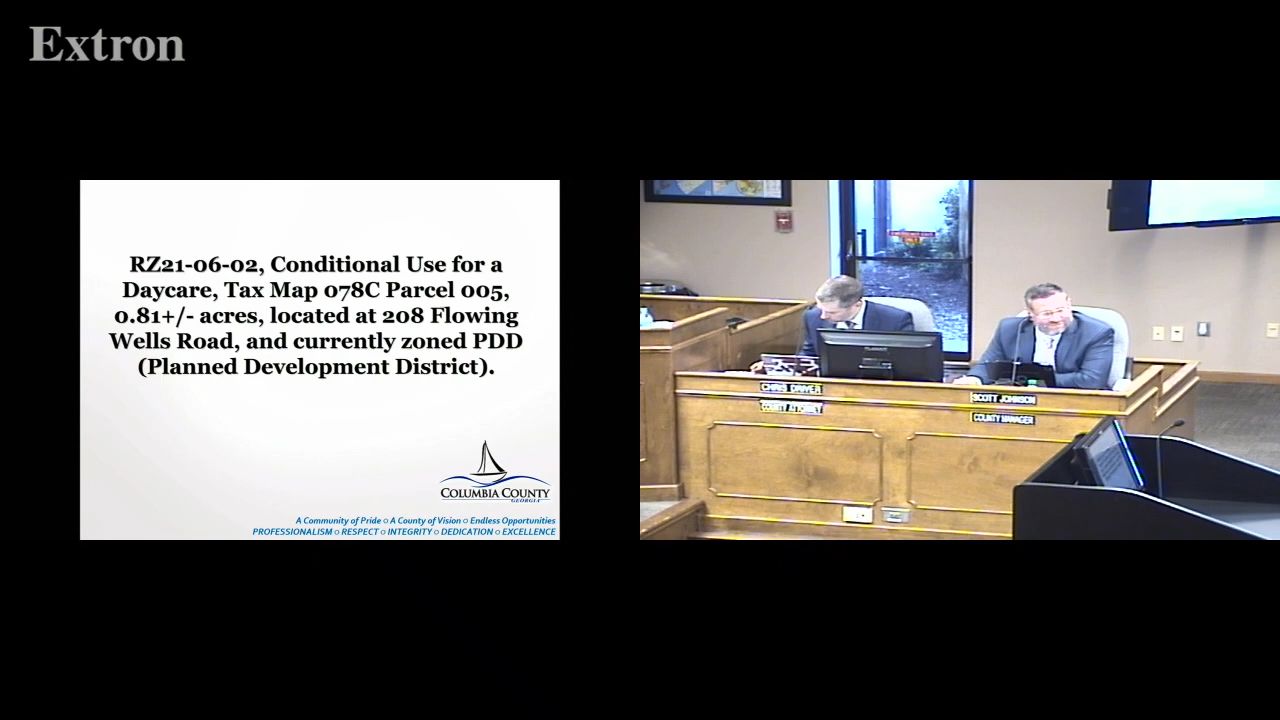 Extron
RZ21-06-02, Conditional Use for a
Daycare, Tax Map 078C Parcel 005,
0.81+/- acres, located at 208 Flowing
Wells Road, and currently zoned PDD
(Planned Development District).
COLUMBIA COUNTY
GEORGIA
A Community of Pride ○ A County of Vision ○ Endless Opportunities
PROFESSIONALISM ○ RESPECT ○ INTEGRITY ○ DEDICATION ○ EXCELLENCE
CHRIS DRIVER
COUNTY ATTORNEY
SCOTT JOHNSON
COUNTY MANAGER